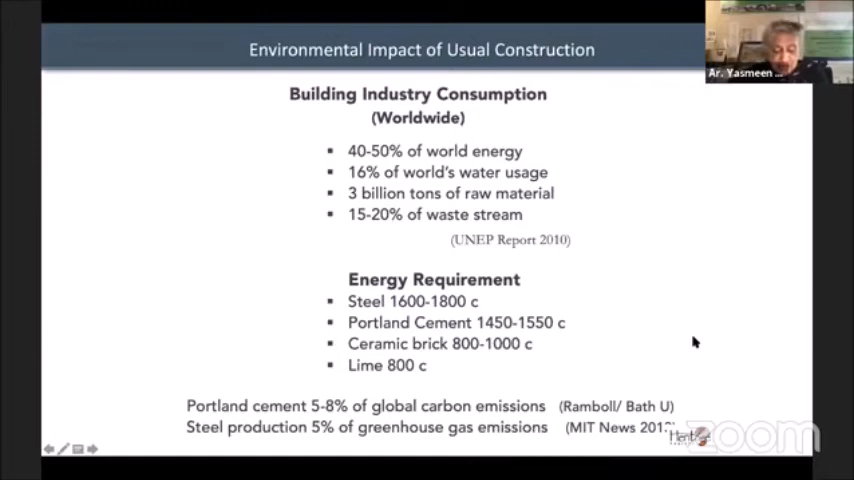 Environmental Impact of Usual Construction
Ar. Yasmeen ...
Building Industry Consumption
(Worldwide)
▪ 40-50% of world energy
▪ 16% of world's water usage
▪ 3 billion tons of raw material
▪ 15-20% of waste stream
(UNEP Report 2010)
Energy Requirement
▪ Steel 1600-1800 c
▪ Portland Cement 1450-1550 c
▪ Ceramic brick 800-1000 c
▪ Lime 800 c
Portland cement 5-8% of global carbon emissions (Ramboll/ Bath U)
Steel production 5% of greenhouse gas emissions (MIT News
Heritage
zoom